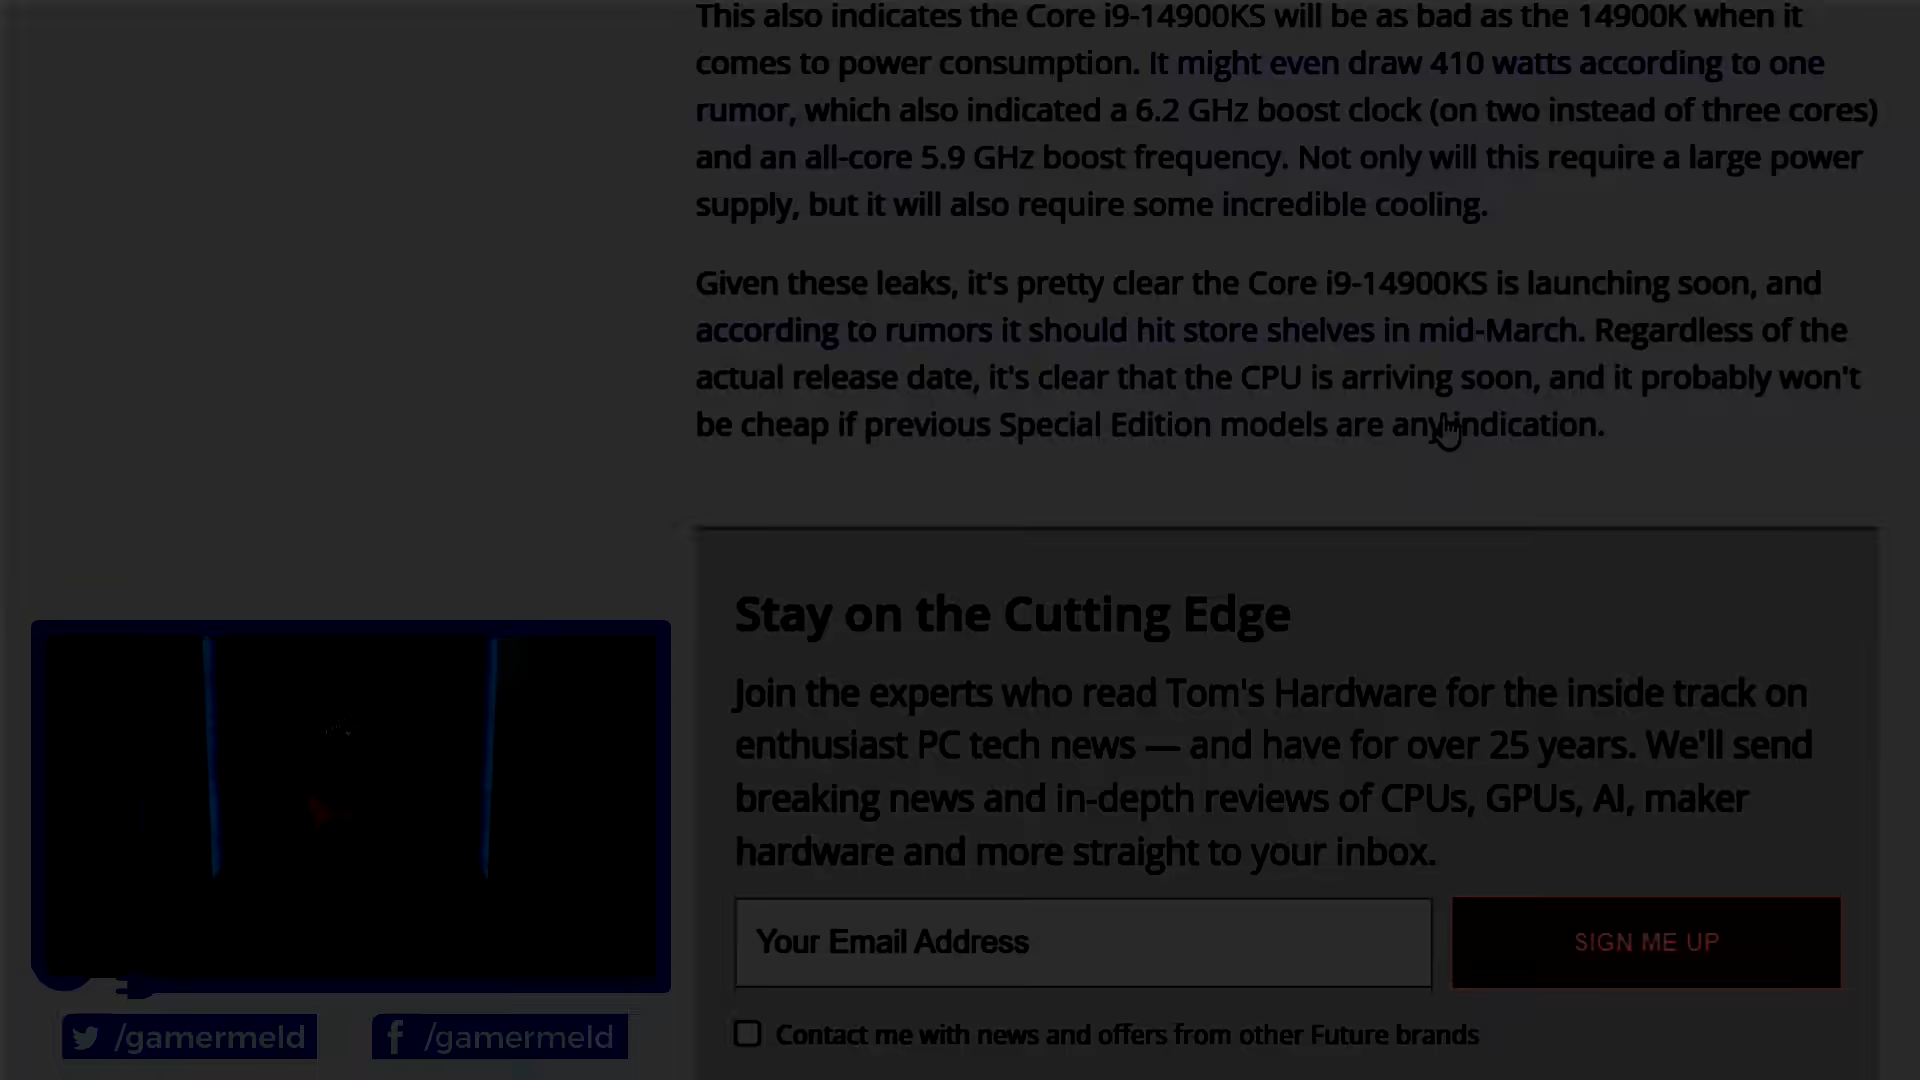 This also indicates the Core i9-14900KS will be as bad as the 14900K when it
comes to power consumption. It might even draw 410 watts according to one
rumor, which also indicated a 6.2 GHz boost clock (on two instead of three cores)
and an all-core 5.9 GHz boost frequency. Not only will this require a large power
supply, but it will also require some incredible cooling.
Given these leaks, it's pretty clear the Core i9-14900KS is launching soon, and
according to rumors it should hit store shelves in mid-March. Regardless of the
actual release date, it's clear that the CPU is arriving soon, and it probably won't
be cheap if previous Special Edition models are any indication.
Stay on the Cutting Edge
Join the experts who read Tom's Hardware for the inside track on
enthusiast PC tech news — and have for over 25 years. We'll send
breaking news and in-depth reviews of CPUs, GPUs, AI, maker
hardware and more straight to your inbox.
Your Email Address
SIGN ME UP
Contact me with news and offers from other Future brands
/gamermeld
/gamermeld